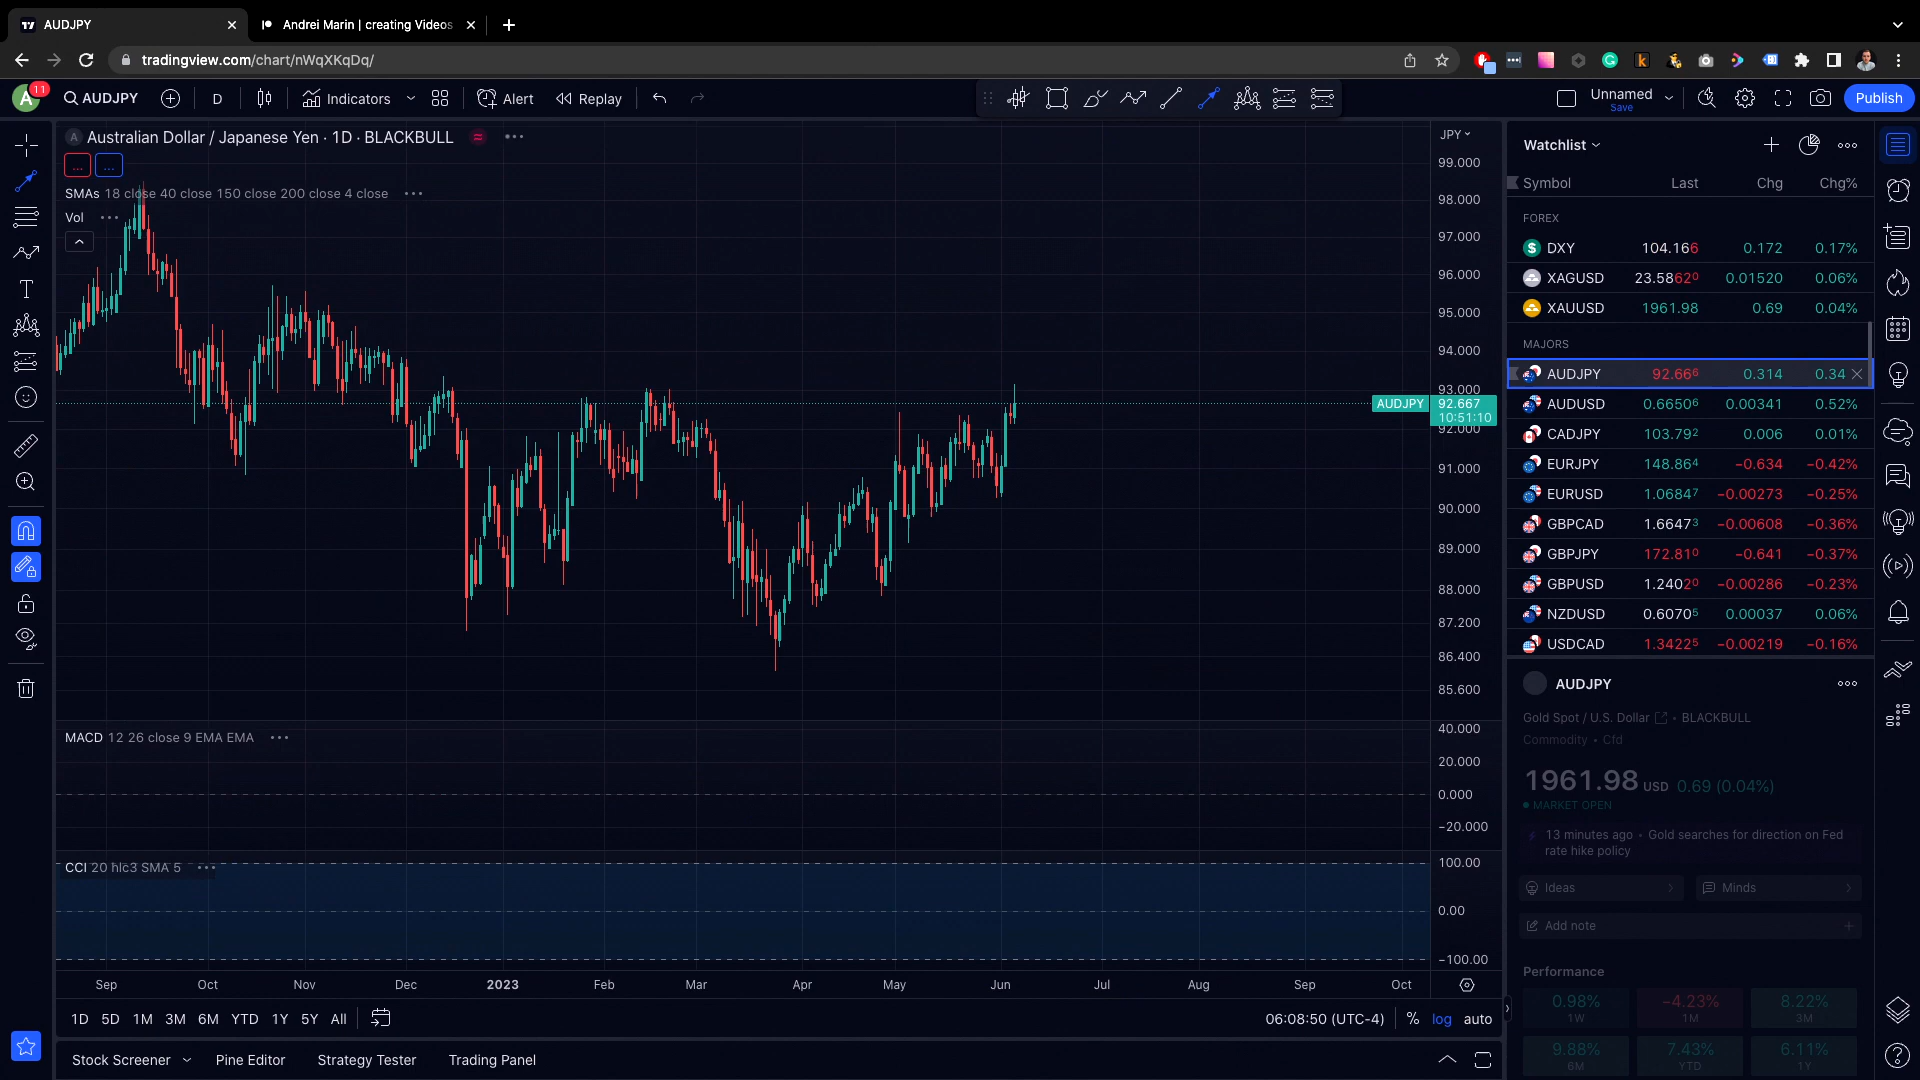 AUDJPY
Andrei Marin | creating Videos
tradingview.com/chart/nWqXKqDq/
A
11
AUDJPY
D
Indicators
Alert
Replay
Unnamed
Save
Publish
A Australian Dollar / Japanese Yen · 1D · BLACKBULL
SMAs 18 close 40 close 150 close 200 close 4 close
Vol
JPY
99.000
98.000
97.000
96.000
95.000
94.000
93.000
AUDJPY 92.667
10:51:10
92.000
91.000
90.000
89.000
88.000
87.200
86.400
85.600
MACD 12 26 close 9 EMA EMA
40.000
20.000
0.000
−20.000
CCI 20 hlc3 SMA 5
100.00
0.00
−100.00
Sep Oct Nov Dec 2023 Feb Mar Apr May Jun Jul Aug Sep Oct
1D 5D 1M 3M 6M YTD 1Y 5Y All
06:08:50 (UTC-4) % log auto
Stock Screener Pine Editor Strategy Tester Trading Panel
Watchlist
Symbol Last Chg Chg%
FOREX
DXY 104.166 0.172 0.17%
XAGUSD 23.5862⁰ 0.01520 0.06%
XAUUSD 1961.98 0.69 0.04%
MAJORS
AUDJPY 92.66⁶ 0.314 0.34
AUDUSD 0.6650⁶ 0.00341 0.52%
CADJPY 103.79² 0.006 0.01%
EURJPY 148.86⁴ −0.634 −0.42%
EURUSD 1.0684⁷ −0.00273 −0.25%
GBPCAD 1.6647³ −0.00608 −0.36%
GBPJPY 172.81⁰ −0.641 −0.37%
GBPUSD 1.2402⁰ −0.00286 −0.23%
NZDUSD 0.6070⁵ 0.00037 0.06%
USDCAD 1.3422⁵ −0.00219 −0.16%
AUDJPY
Gold Spot / U.S. Dollar • BLACKBULL
Commodity • Cfd
1961.98 USD 0.69 (0.04%)
MARKET OPEN
13 minutes ago • Gold searches for direction on Fed
rate hike policy
Ideas Minds
Add note
Performance
0.98% −4.23% 8.22%
1W 1M 3M
9.88% 7.43% 6.11%
6M YTD 1Y